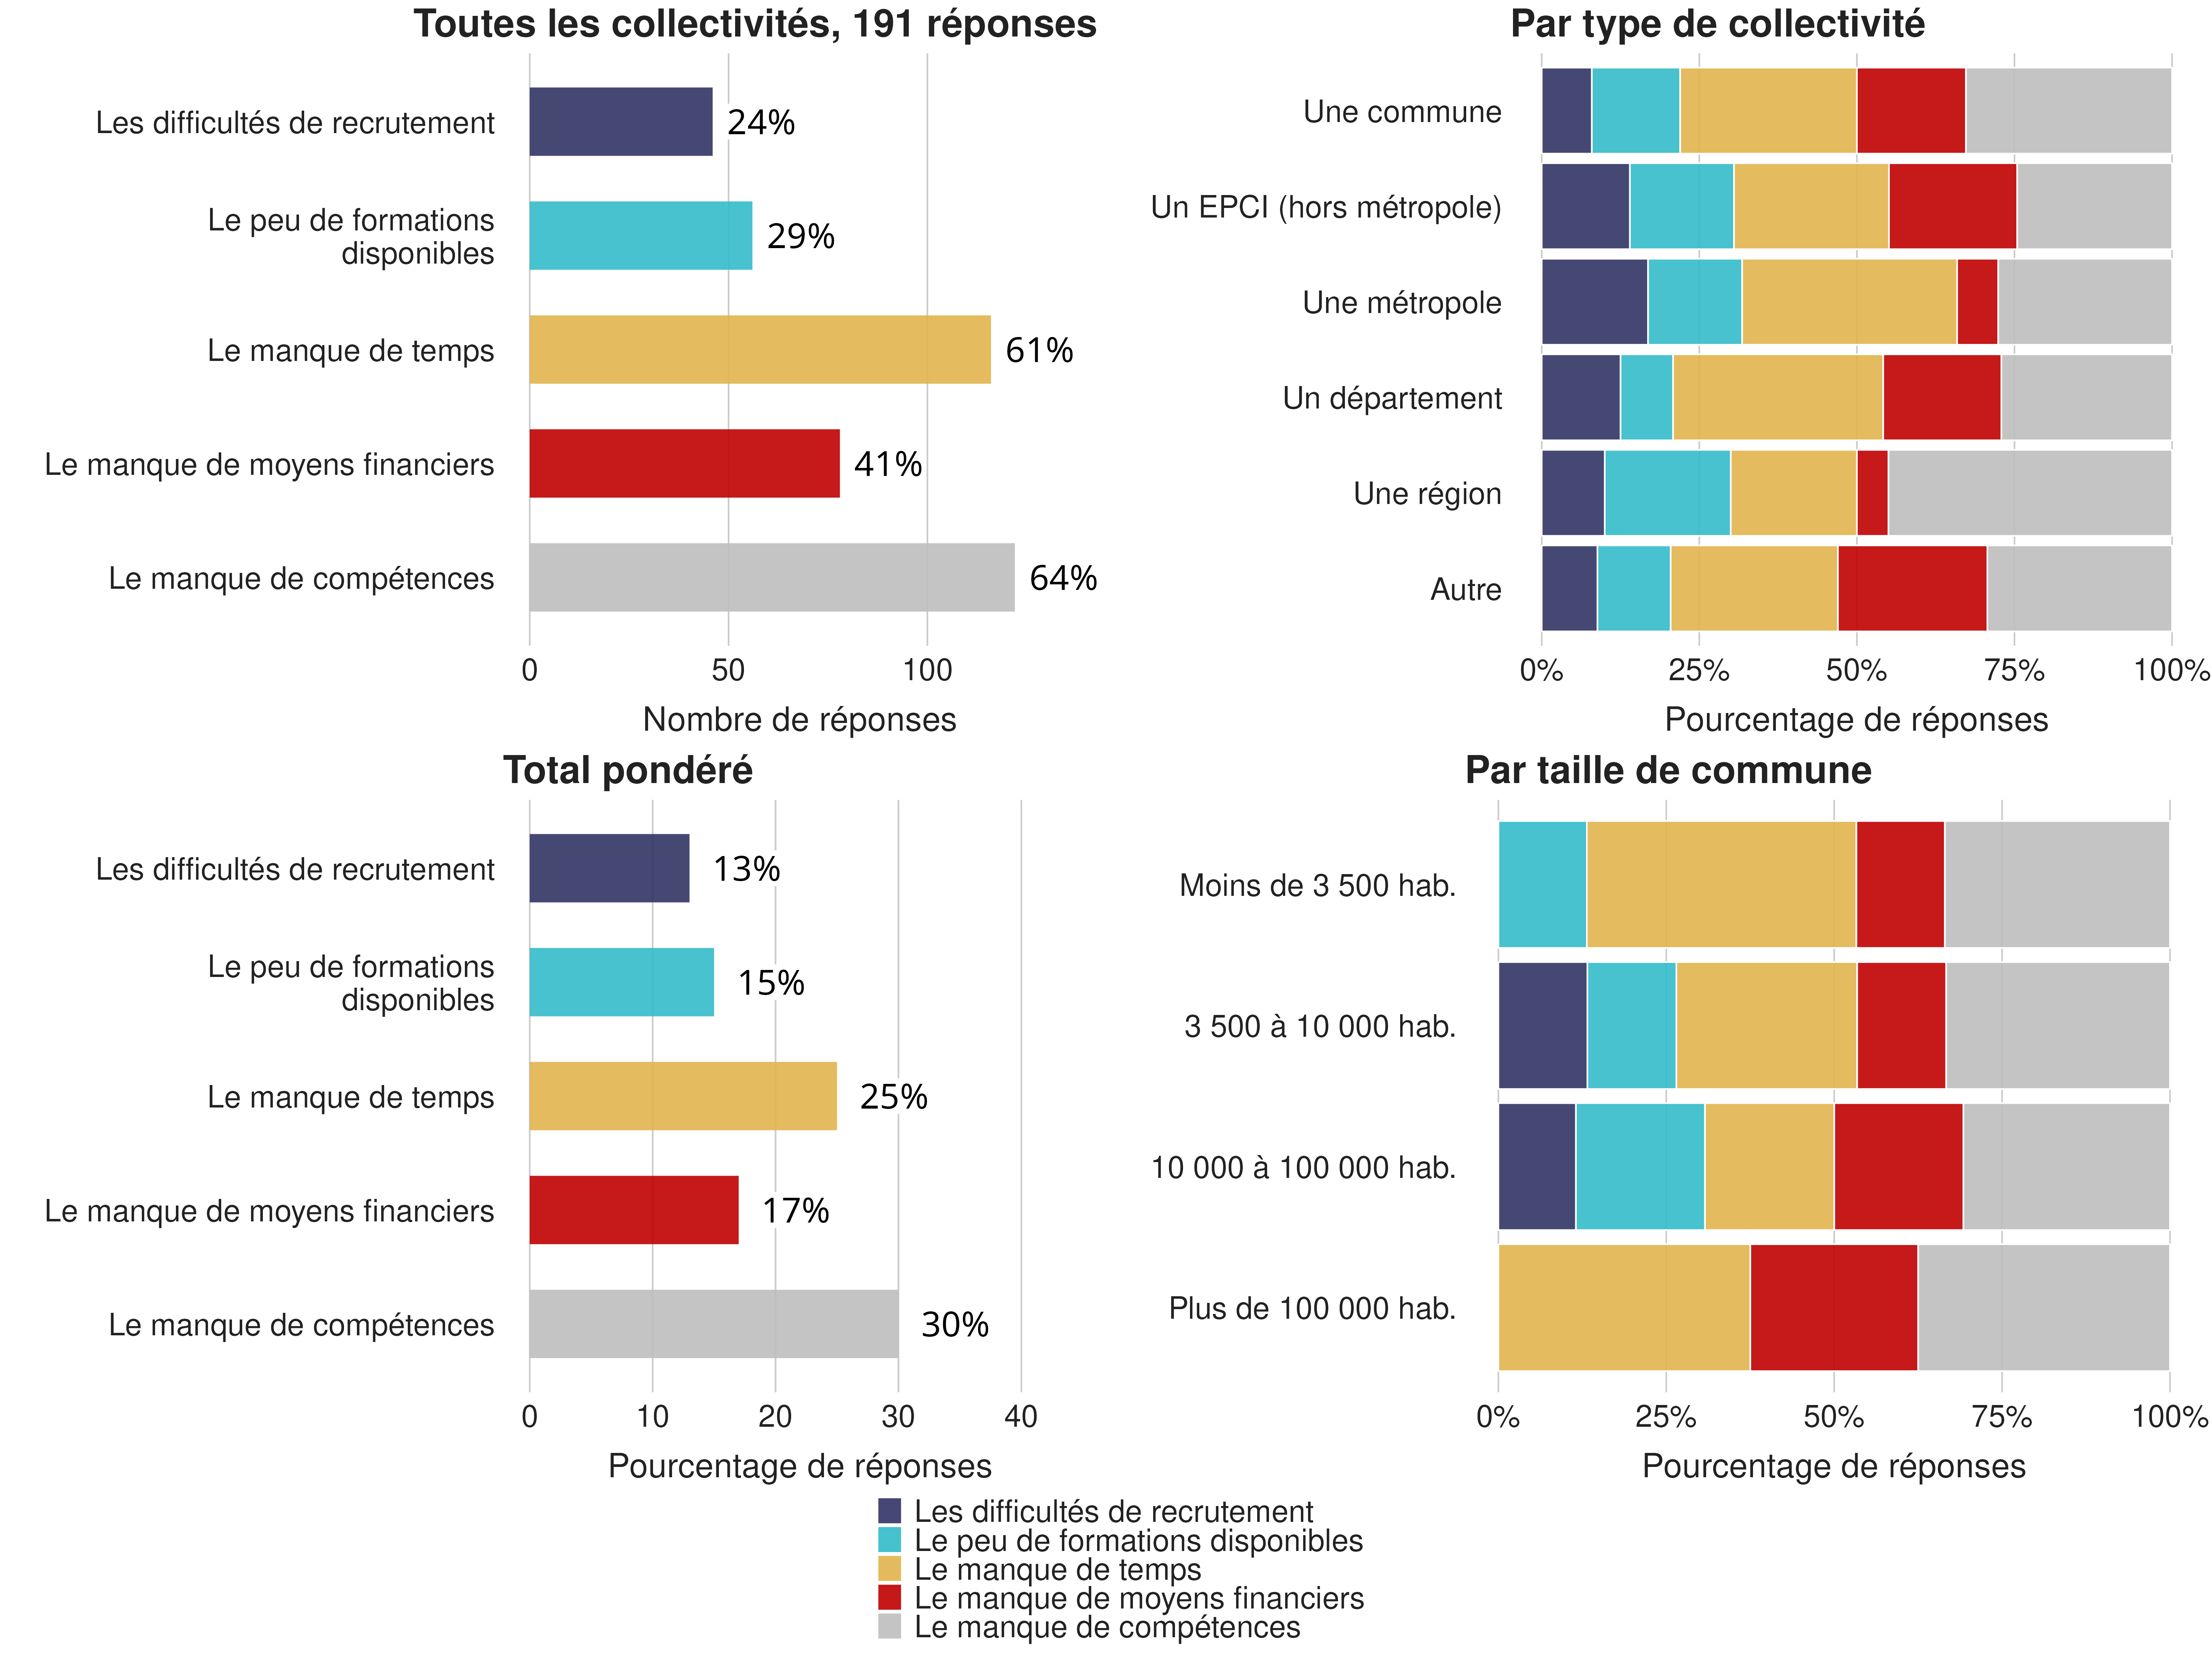 Toutes les collectivités, 191 réponses
Les difficultés de recrutement
24%
Le peu de formations
disponibles
29%
Le manque de temps
61%
Le manque de moyens financiers
41%
Le manque de compétences
64%
0 50 100
Nombre de réponses
Par type de collectivité
Une commune
Un EPCI (hors métropole)
Une métropole
Un département
Une région
Autre
0% 25% 50% 75% 100%
Pourcentage de réponses
Total pondéré
Les difficultés de recrutement
13%
Le peu de formations
disponibles
15%
Le manque de temps
25%
Le manque de moyens financiers
17%
Le manque de compétences
30%
0 10 20 30 40
Pourcentage de réponses
Par taille de commune
Moins de 3 500 hab.
3 500 à 10 000 hab.
10 000 à 100 000 hab.
Plus de 100 000 hab.
0% 25% 50% 75% 100%
Pourcentage de réponses
Les difficultés de recrutement
Le peu de formations disponibles
Le manque de temps
Le manque de moyens financiers
Le manque de compétences